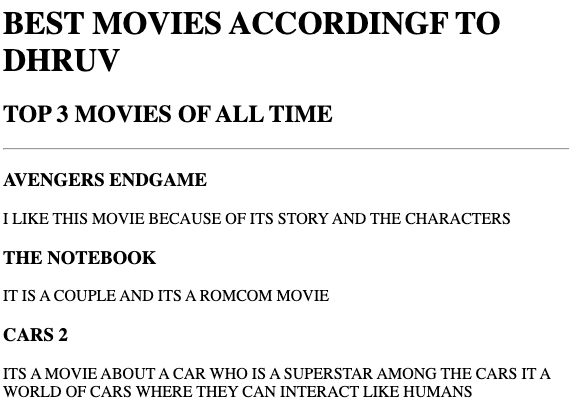 BEST MOVIES ACCORDINGF TO
DHRUV
TOP 3 MOVIES OF ALL TIME
AVENGERS ENDGAME
I LIKE THIS MOVIE BECAUSE OF ITS STORY AND THE CHARACTERS
THE NOTEBOOK
IT IS A COUPLE AND ITS A ROMCOM MOVIE
CARS 2
ITS A MOVIE ABOUT A CAR WHO IS A SUPERSTAR AMONG THE CARS IT A
WORLD OF CARS WHERE THEY CAN INTERACT LIKE HUMANS